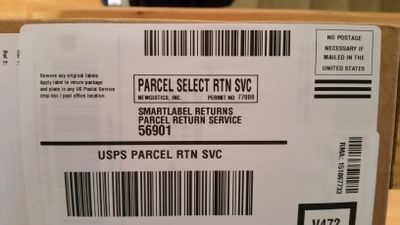 NO POSTAGE
NECESSARY IF
MAILED IN THE
UNITED STATES
Remove any original labels.
Apply label to return package
and place in any US Postal Service
drop box / post office location.
PARCEL SELECT RTN SVC
NEWGISTICS, INC. PERMIT NO 77000
SMARTLABEL RETURNS
PARCEL RETURN SERVICE
56901
USPS PARCEL RTN SVC
V473